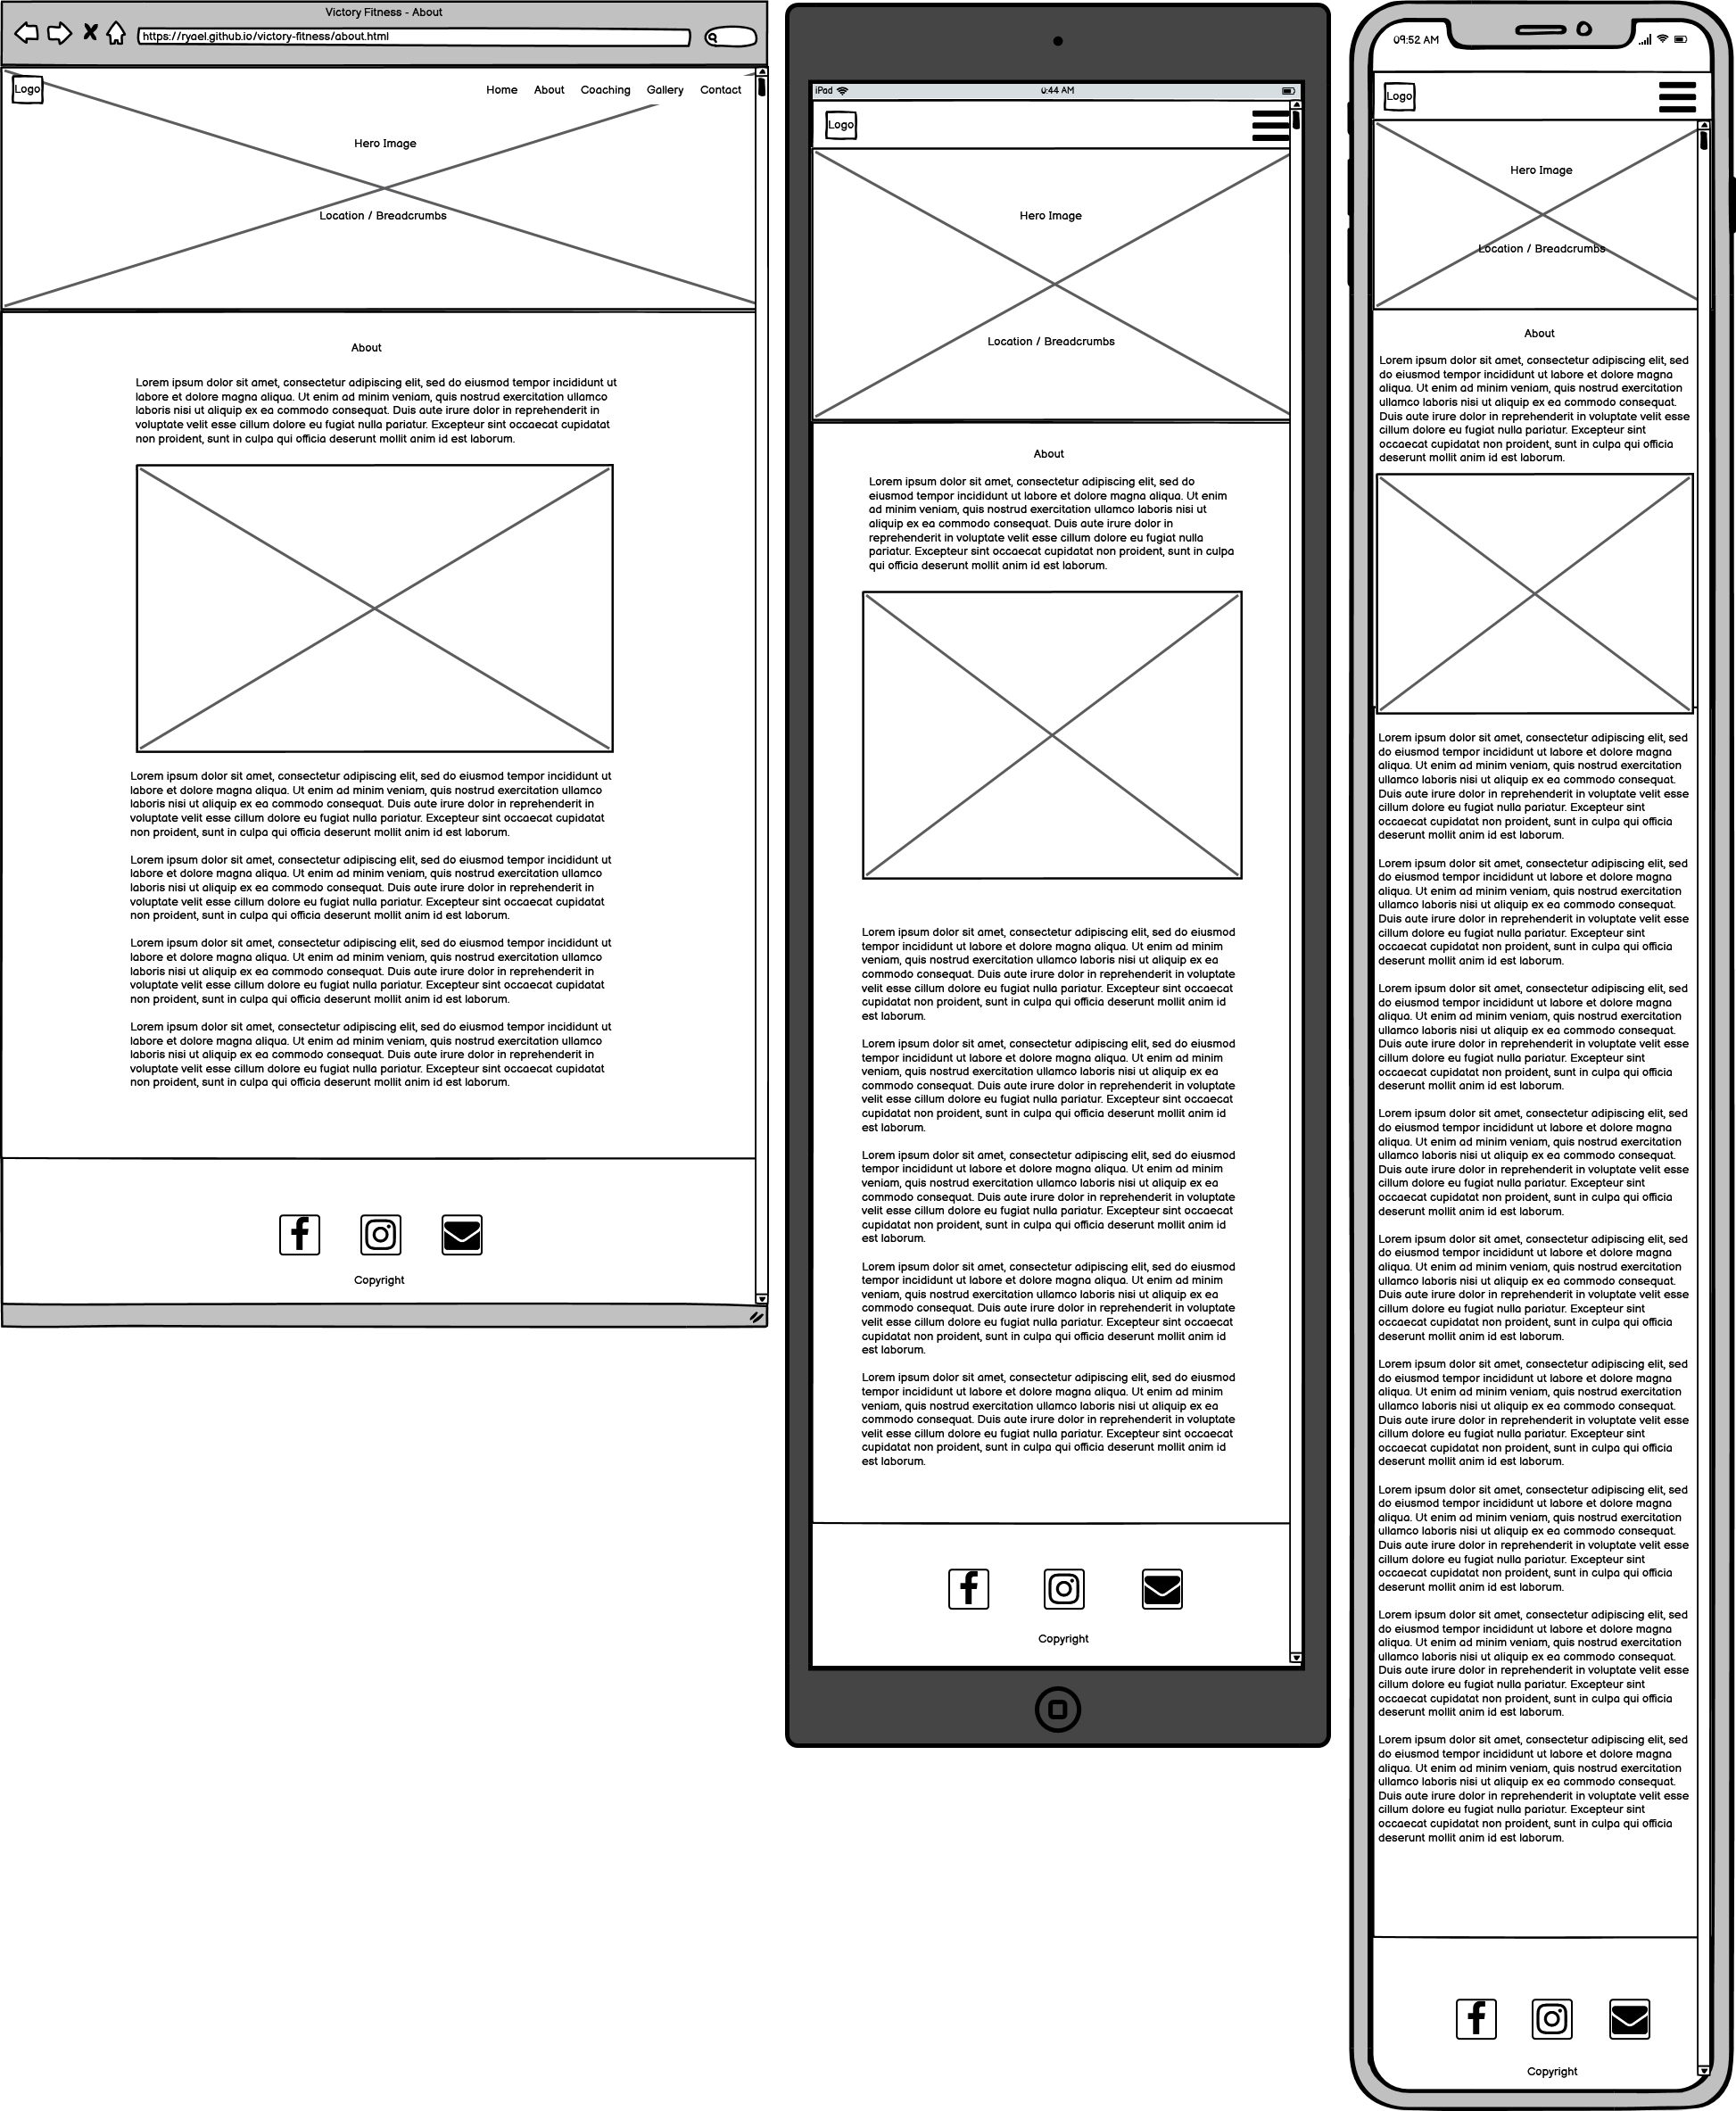 Victory Fitness - About
https://ryael.github.io/victory-fitness/about.html
Logo
Home About Coaching Gallery Contact
Hero Image
Location / Breadcrumbs
About
Lorem ipsum dolor sit amet, consectetur adipiscing elit, sed do eiusmod tempor incididunt ut
labore et dolore magna aliqua. Ut enim ad minim veniam, quis nostrud exercitation ullamco
laboris nisi ut aliquip ex ea commodo consequat. Duis aute irure dolor in reprehenderit in
voluptate velit esse cillum dolore eu fugiat nulla pariatur. Excepteur sint occaecat cupidatat
non proident, sunt in culpa qui officia deserunt mollit anim id est laborum.
Lorem ipsum dolor sit amet, consectetur adipiscing elit, sed do eiusmod tempor incididunt ut
labore et dolore magna aliqua. Ut enim ad minim veniam, quis nostrud exercitation ullamco
laboris nisi ut aliquip ex ea commodo consequat. Duis aute irure dolor in reprehenderit in
voluptate velit esse cillum dolore eu fugiat nulla pariatur. Excepteur sint occaecat cupidatat
non proident, sunt in culpa qui officia deserunt mollit anim id est laborum.
Lorem ipsum dolor sit amet, consectetur adipiscing elit, sed do eiusmod tempor incididunt ut
labore et dolore magna aliqua. Ut enim ad minim veniam, quis nostrud exercitation ullamco
laboris nisi ut aliquip ex ea commodo consequat. Duis aute irure dolor in reprehenderit in
voluptate velit esse cillum dolore eu fugiat nulla pariatur. Excepteur sint occaecat cupidatat
non proident, sunt in culpa qui officia deserunt mollit anim id est laborum.
Lorem ipsum dolor sit amet, consectetur adipiscing elit, sed do eiusmod tempor incididunt ut
labore et dolore magna aliqua. Ut enim ad minim veniam, quis nostrud exercitation ullamco
laboris nisi ut aliquip ex ea commodo consequat. Duis aute irure dolor in reprehenderit in
voluptate velit esse cillum dolore eu fugiat nulla pariatur. Excepteur sint occaecat cupidatat
non proident, sunt in culpa qui officia deserunt mollit anim id est laborum.
Lorem ipsum dolor sit amet, consectetur adipiscing elit, sed do eiusmod tempor incididunt ut
labore et dolore magna aliqua. Ut enim ad minim veniam, quis nostrud exercitation ullamco
laboris nisi ut aliquip ex ea commodo consequat. Duis aute irure dolor in reprehenderit in
voluptate velit esse cillum dolore eu fugiat nulla pariatur. Excepteur sint occaecat cupidatat
non proident, sunt in culpa qui officia deserunt mollit anim id est laborum.
Copyright
iPad
Logo
Hero Image
Location / Breadcrumbs
About
Lorem ipsum dolor sit amet, consectetur adipiscing elit, sed do
eiusmod tempor incididunt ut labore et dolore magna aliqua. Ut enim
ad minim veniam, quis nostrud exercitation ullamco laboris nisi ut
aliquip ex ea commodo consequat. Duis aute irure dolor in
reprehenderit in voluptate velit esse cillum dolore eu fugiat nulla
pariatur. Excepteur sint occaecat cupidatat non proident, sunt in culpa
qui officia deserunt mollit anim id est laborum.
Lorem ipsum dolor sit amet, consectetur adipiscing elit, sed do eiusmod
tempor incididunt ut labore et dolore magna aliqua. Ut enim ad minim
veniam, quis nostrud exercitation ullamco laboris nisi ut aliquip ex ea
commodo consequat. Duis aute irure dolor in reprehenderit in voluptate
velit esse cillum dolore eu fugiat nulla pariatur. Excepteur sint occaecat
cupidatat non proident, sunt in culpa qui officia deserunt mollit anim id
est laborum.
Lorem ipsum dolor sit amet, consectetur adipiscing elit, sed do eiusmod
tempor incididunt ut labore et dolore magna aliqua. Ut enim ad minim
veniam, quis nostrud exercitation ullamco laboris nisi ut aliquip ex ea
commodo consequat. Duis aute irure dolor in reprehenderit in voluptate
velit esse cillum dolore eu fugiat nulla pariatur. Excepteur sint occaecat
cupidatat non proident, sunt in culpa qui officia deserunt mollit anim id
est laborum.
Lorem ipsum dolor sit amet, consectetur adipiscing elit, sed do eiusmod
tempor incididunt ut labore et dolore magna aliqua. Ut enim ad minim
veniam, quis nostrud exercitation ullamco laboris nisi ut aliquip ex ea
commodo consequat. Duis aute irure dolor in reprehenderit in voluptate
velit esse cillum dolore eu fugiat nulla pariatur. Excepteur sint occaecat
cupidatat non proident, sunt in culpa qui officia deserunt mollit anim id
est laborum.
Lorem ipsum dolor sit amet, consectetur adipiscing elit, sed do eiusmod
tempor incididunt ut labore et dolore magna aliqua. Ut enim ad minim
veniam, quis nostrud exercitation ullamco laboris nisi ut aliquip ex ea
commodo consequat. Duis aute irure dolor in reprehenderit in voluptate
velit esse cillum dolore eu fugiat nulla pariatur. Excepteur sint occaecat
cupidatat non proident, sunt in culpa qui officia deserunt mollit anim id
est laborum.
Lorem ipsum dolor sit amet, consectetur adipiscing elit, sed do eiusmod
tempor incididunt ut labore et dolore magna aliqua. Ut enim ad minim
veniam, quis nostrud exercitation ullamco laboris nisi ut aliquip ex ea
commodo consequat. Duis aute irure dolor in reprehenderit in voluptate
velit esse cillum dolore eu fugiat nulla pariatur. Excepteur sint occaecat
cupidatat non proident, sunt in culpa qui officia deserunt mollit anim id
est laborum.
Copyright
09:52 AM
Logo
Hero Image
Location / Breadcrumbs
About
Lorem ipsum dolor sit amet, consectetur adipiscing elit, sed
do eiusmod tempor incididunt ut labore et dolore magna
aliqua. Ut enim ad minim veniam, quis nostrud exercitation
ullamco laboris nisi ut aliquip ex ea commodo consequat.
Duis aute irure dolor in reprehenderit in voluptate velit esse
cillum dolore eu fugiat nulla pariatur. Excepteur sint
occaecat cupidatat non proident, sunt in culpa qui officia
deserunt mollit anim id est laborum.
Lorem ipsum dolor sit amet, consectetur adipiscing elit, sed
do eiusmod tempor incididunt ut labore et dolore magna
aliqua. Ut enim ad minim veniam, quis nostrud exercitation
ullamco laboris nisi ut aliquip ex ea commodo consequat.
Duis aute irure dolor in reprehenderit in voluptate velit esse
cillum dolore eu fugiat nulla pariatur. Excepteur sint
occaecat cupidatat non proident, sunt in culpa qui officia
deserunt mollit anim id est laborum.
Lorem ipsum dolor sit amet, consectetur adipiscing elit, sed
do eiusmod tempor incididunt ut labore et dolore magna
aliqua. Ut enim ad minim veniam, quis nostrud exercitation
ullamco laboris nisi ut aliquip ex ea commodo consequat.
Duis aute irure dolor in reprehenderit in voluptate velit esse
cillum dolore eu fugiat nulla pariatur. Excepteur sint
occaecat cupidatat non proident, sunt in culpa qui officia
deserunt mollit anim id est laborum.
Lorem ipsum dolor sit amet, consectetur adipiscing elit, sed
do eiusmod tempor incididunt ut labore et dolore magna
aliqua. Ut enim ad minim veniam, quis nostrud exercitation
ullamco laboris nisi ut aliquip ex ea commodo consequat.
Duis aute irure dolor in reprehenderit in voluptate velit esse
cillum dolore eu fugiat nulla pariatur. Excepteur sint
occaecat cupidatat non proident, sunt in culpa qui officia
deserunt mollit anim id est laborum.
Lorem ipsum dolor sit amet, consectetur adipiscing elit, sed
do eiusmod tempor incididunt ut labore et dolore magna
aliqua. Ut enim ad minim veniam, quis nostrud exercitation
ullamco laboris nisi ut aliquip ex ea commodo consequat.
Duis aute irure dolor in reprehenderit in voluptate velit esse
cillum dolore eu fugiat nulla pariatur. Excepteur sint
occaecat cupidatat non proident, sunt in culpa qui officia
deserunt mollit anim id est laborum.
Lorem ipsum dolor sit amet, consectetur adipiscing elit, sed
do eiusmod tempor incididunt ut labore et dolore magna
aliqua. Ut enim ad minim veniam, quis nostrud exercitation
ullamco laboris nisi ut aliquip ex ea commodo consequat.
Duis aute irure dolor in reprehenderit in voluptate velit esse
cillum dolore eu fugiat nulla pariatur. Excepteur sint
occaecat cupidatat non proident, sunt in culpa qui officia
deserunt mollit anim id est laborum.
Lorem ipsum dolor sit amet, consectetur adipiscing elit, sed
do eiusmod tempor incididunt ut labore et dolore magna
aliqua. Ut enim ad minim veniam, quis nostrud exercitation
ullamco laboris nisi ut aliquip ex ea commodo consequat.
Duis aute irure dolor in reprehenderit in voluptate velit esse
cillum dolore eu fugiat nulla pariatur. Excepteur sint
occaecat cupidatat non proident, sunt in culpa qui officia
deserunt mollit anim id est laborum.
Lorem ipsum dolor sit amet, consectetur adipiscing elit, sed
do eiusmod tempor incididunt ut labore et dolore magna
aliqua. Ut enim ad minim veniam, quis nostrud exercitation
ullamco laboris nisi ut aliquip ex ea commodo consequat.
Duis aute irure dolor in reprehenderit in voluptate velit esse
cillum dolore eu fugiat nulla pariatur. Excepteur sint
occaecat cupidatat non proident, sunt in culpa qui officia
deserunt mollit anim id est laborum.
Lorem ipsum dolor sit amet, consectetur adipiscing elit, sed
do eiusmod tempor incididunt ut labore et dolore magna
aliqua. Ut enim ad minim veniam, quis nostrud exercitation
ullamco laboris nisi ut aliquip ex ea commodo consequat.
Duis aute irure dolor in reprehenderit in voluptate velit esse
cillum dolore eu fugiat nulla pariatur. Excepteur sint
occaecat cupidatat non proident, sunt in culpa qui officia
deserunt mollit anim id est laborum.
Lorem ipsum dolor sit amet, consectetur adipiscing elit, sed
do eiusmod tempor incididunt ut labore et dolore magna
aliqua. Ut enim ad minim veniam, quis nostrud exercitation
ullamco laboris nisi ut aliquip ex ea commodo consequat.
Duis aute irure dolor in reprehenderit in voluptate velit esse
cillum dolore eu fugiat nulla pariatur. Excepteur sint
occaecat cupidatat non proident, sunt in culpa qui officia
deserunt mollit anim id est laborum.
Copyright